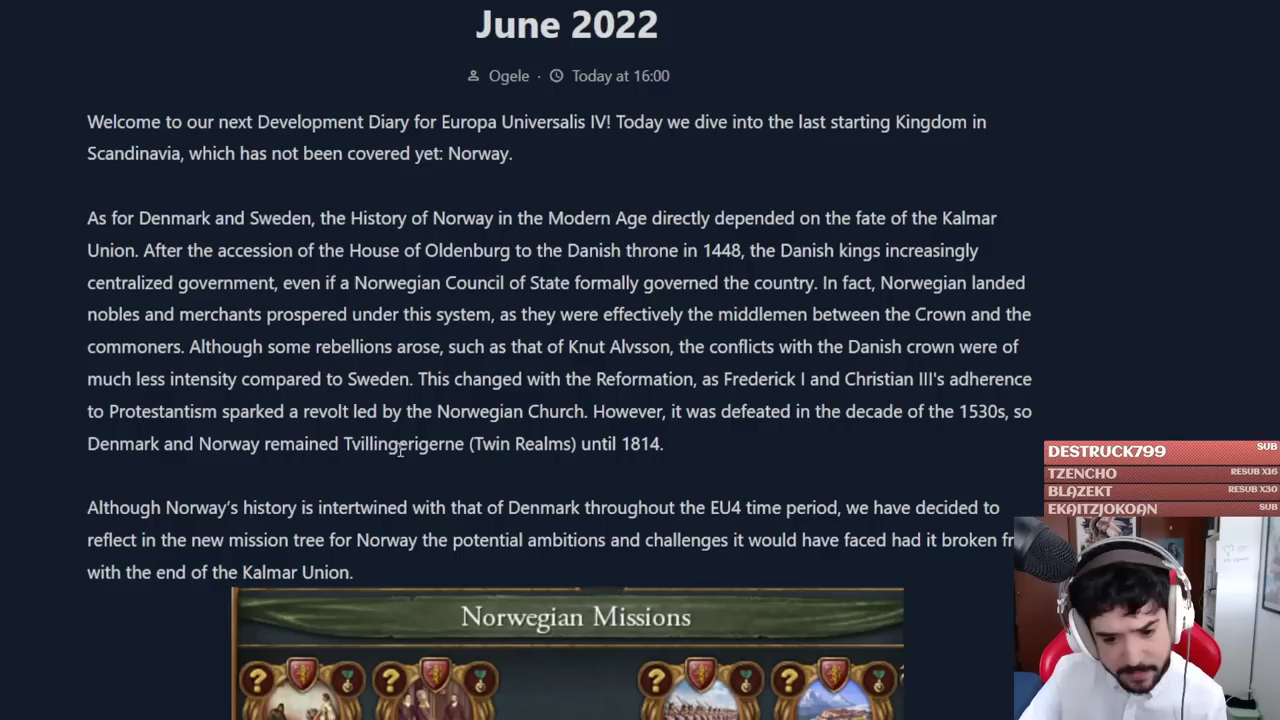 June 2022
Ogele · Today at 16:00
Welcome to our next Development Diary for Europa Universalis IV! Today we dive into the last starting Kingdom in
Scandinavia, which has not been covered yet: Norway.
As for Denmark and Sweden, the History of Norway in the Modern Age directly depended on the fate of the Kalmar
Union. After the accession of the House of Oldenburg to the Danish throne in 1448, the Danish kings increasingly
centralized government, even if a Norwegian Council of State formally governed the country. In fact, Norwegian landed
nobles and merchants prospered under this system, as they were effectively the middlemen between the Crown and the
commoners. Although some rebellions arose, such as that of Knut Alvsson, the conflicts with the Danish crown were of
much less intensity compared to Sweden. This changed with the Reformation, as Frederick I and Christian III's adherence
to Protestantism sparked a revolt led by the Norwegian Church. However, it was defeated in the decade of the 1530s, so
Denmark and Norway remained Tvillingerigerne (Twin Realms) until 1814.
Although Norway's history is intertwined with that of Denmark throughout the EU4 time period, we have decided to
reflect in the new mission tree for Norway the potential ambitions and challenges it would have faced had it broken
with the end of the Kalmar Union.
Norwegian Missions
DESTRUCK799 SUB
TZENCHO RESUB X16
BLAZEKT RESUB X30
EKAITZJOKOAN SUB